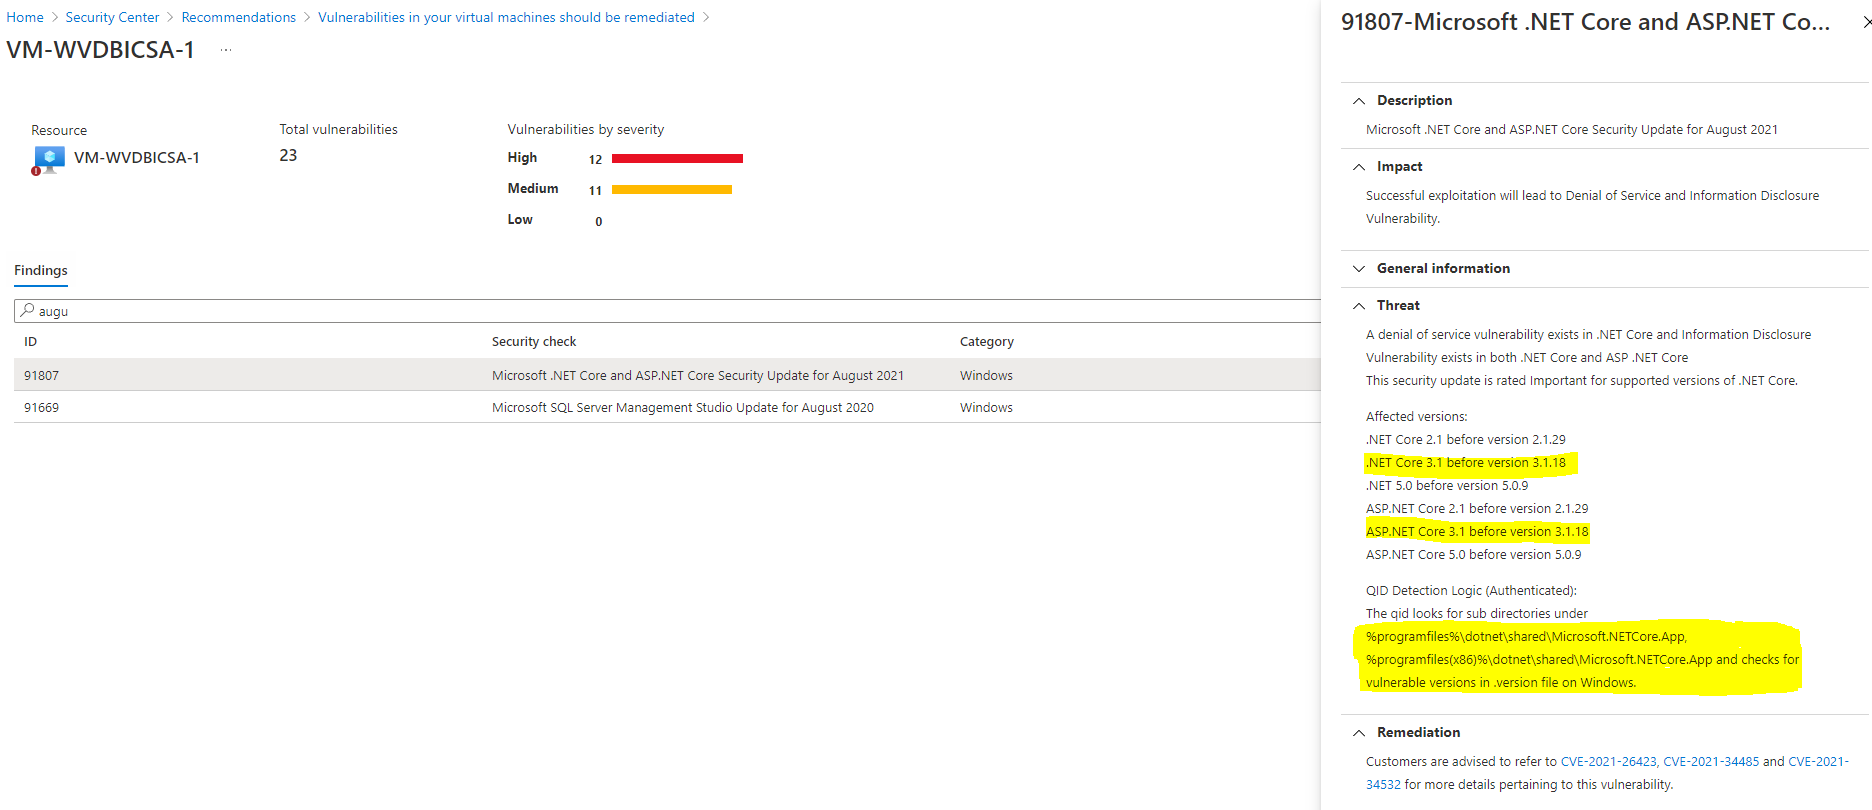 Home > Security Center > Recommendations > Vulnerabilities in your virtual machines should be remediated >
VM-WVDBICSA-1 ...
Resource
VM-WVDBICSA-1
Total vulnerabilities
23
Vulnerabilities by severity
High 12
Medium 11
Low 0
Findings
augu
ID Security check Category
91807 Microsoft .NET Core and ASP.NET Core Security Update for August 2021 Windows
91669 Microsoft SQL Server Management Studio Update for August 2020 Windows
91807-Microsoft .NET Core and ASP.NET Co...
Description
Microsoft .NET Core and ASP.NET Core Security Update for August 2021
Impact
Successful exploitation will lead to Denial of Service and Information Disclosure
Vulnerability.
General information
Threat
A denial of service vulnerability exists in .NET Core and Information Disclosure
Vulnerability exists in both .NET Core and ASP .NET Core
This security update is rated Important for supported versions of .NET Core.
Affected versions:
.NET Core 2.1 before version 2.1.29
.NET Core 3.1 before version 3.1.18
.NET 5.0 before version 5.0.9
ASP.NET Core 2.1 before version 2.1.29
ASP.NET Core 3.1 before version 3.1.18
ASP.NET Core 5.0 before version 5.0.9
QID Detection Logic (Authenticated):
The qid looks for sub directories under
%programfiles%\dotnet\shared\Microsoft.NETCore.App,
%programfiles(x86)%\dotnet\shared\Microsoft.NETCore.App and checks for
vulnerable versions in .version file on Windows.
Remediation
Customers are advised to refer to CVE-2021-26423, CVE-2021-34485 and CVE-2021-
34532 for more details pertaining to this vulnerability.